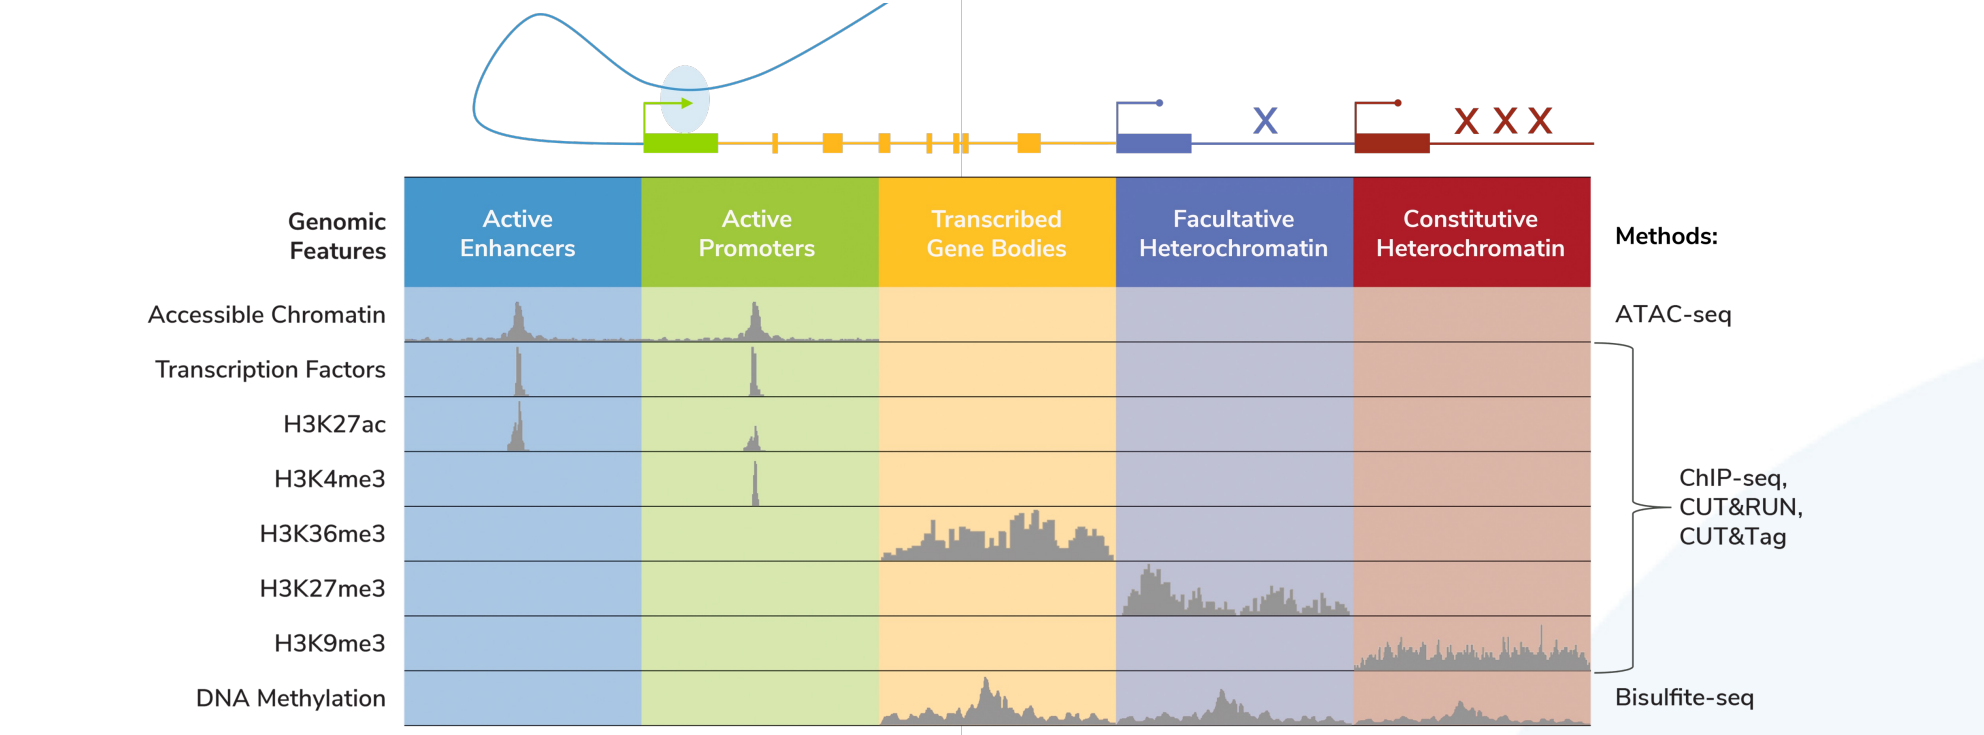 X
X X X
Genomic
Features
Active
Enhancers
Active
Promoters
Transcribed
Gene Bodies
Facultative
Heterochromatin
Constitutive
Heterochromatin
Methods:
Accessible Chromatin
ATAC-seq
Transcription Factors
H3K27ac
H3K4me3
H3K36me3
H3K27me3
H3K9me3
ChIP-seq,
CUT&RUN,
CUT&Tag
DNA Methylation
Bisulfite-seq